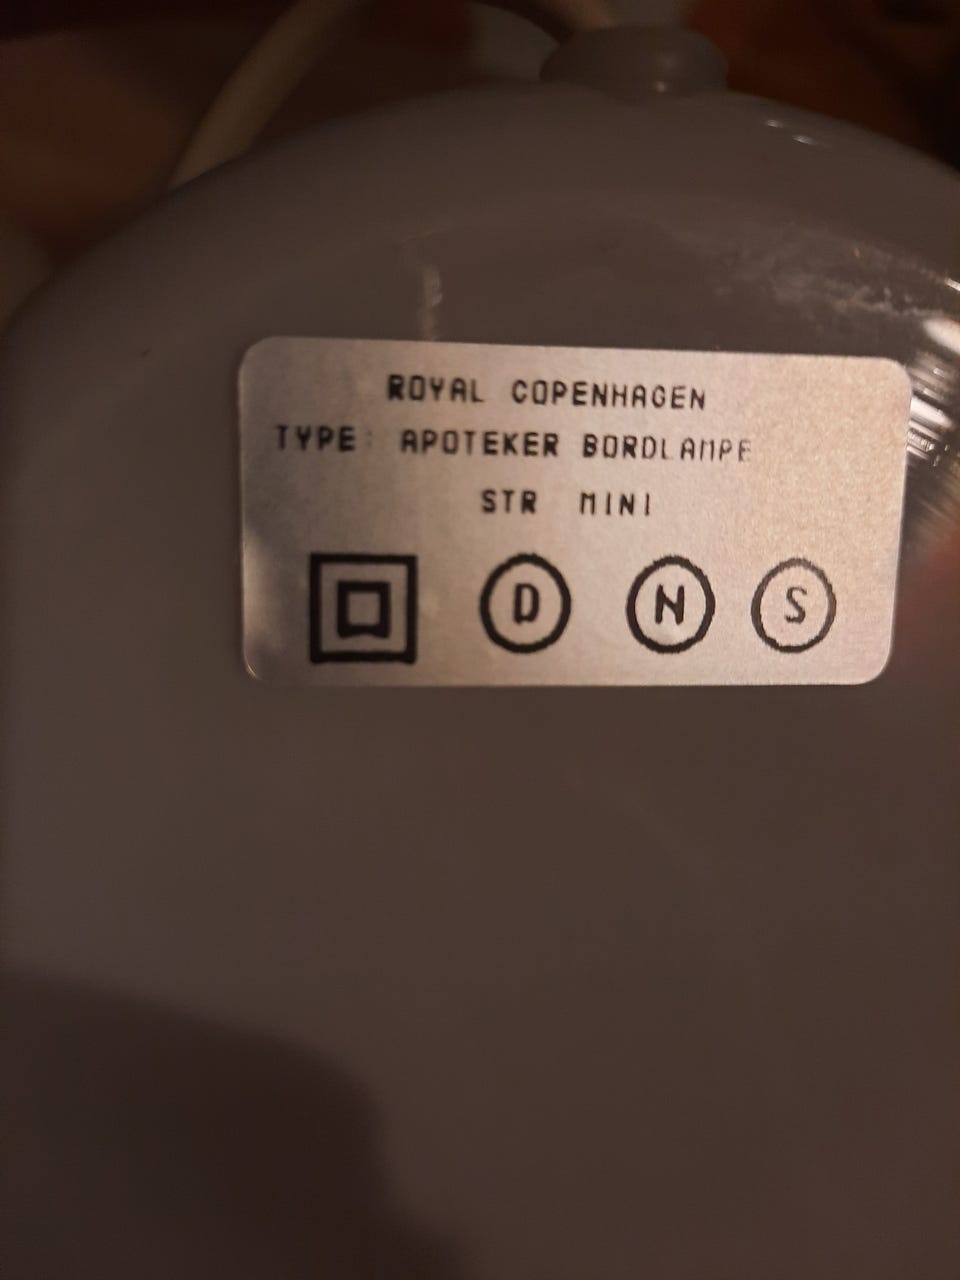 ROYAL COPENHAGEN
TYPE: APOTEKER BORDLAMPE
STR MINI
D N S